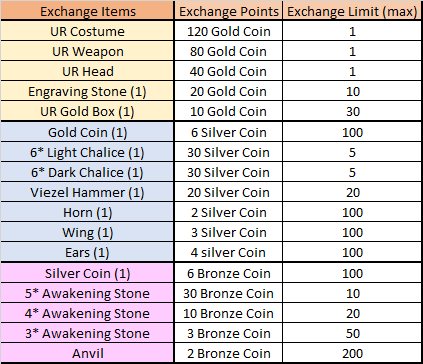 Exchange Items Exchange Points Exchange Limit (max)
UR Costume 120 Gold Coin 1
UR Weapon 80 Gold Coin 1
UR Head 40 Gold Coin 1
Engraving Stone (1) 20 Gold Coin 10
UR Gold Box (1) 10 Gold Coin 30
Gold Coin (1) 6 Silver Coin 100
6* Light Chalice (1) 30 Silver Coin 5
6* Dark Chalice (1) 30 Silver Coin 5
Viezel Hammer (1) 20 Silver Coin 20
Horn (1) 2 Silver Coin 100
Wing (1) 3 Silver Coin 100
Ears (1) 4 silver Coin 100
Silver Coin (1) 6 Bronze Coin 100
5* Awakening Stone 30 Bronze Coin 10
4* Awakening Stone 10 Bronze Coin 20
3* Awakening Stone 3 Bronze Coin 50
Anvil 2 Bronze Coin 200